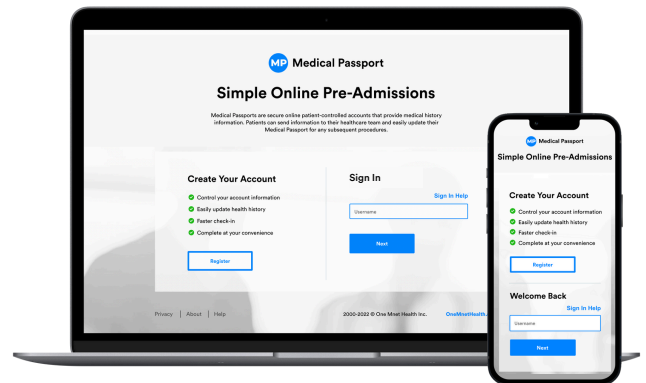 MP Medical Passport
Simple Online Pre-Admissions
Medical Passports are secure online patient-controlled accounts that provide medical history
information. Patients can send information to their healthcare team and easily update their
Medical Passport for any subsequent procedures.
Create Your Account
Control your account information
Easily update health history
Faster check-in
Complete at your convenience
Register
Sign In
Sign In Help
Username
Next
Privacy | About | Help
2000-2022 © One Mnet Health Inc.
OneMnetHealth.
MP Medical Passport
Simple Online Pre-Admissions
Create Your Account
Control your account information
Easily update health history
Faster check-in
Complete at your convenience
Register
Welcome Back
Sign In Help
Username
Next